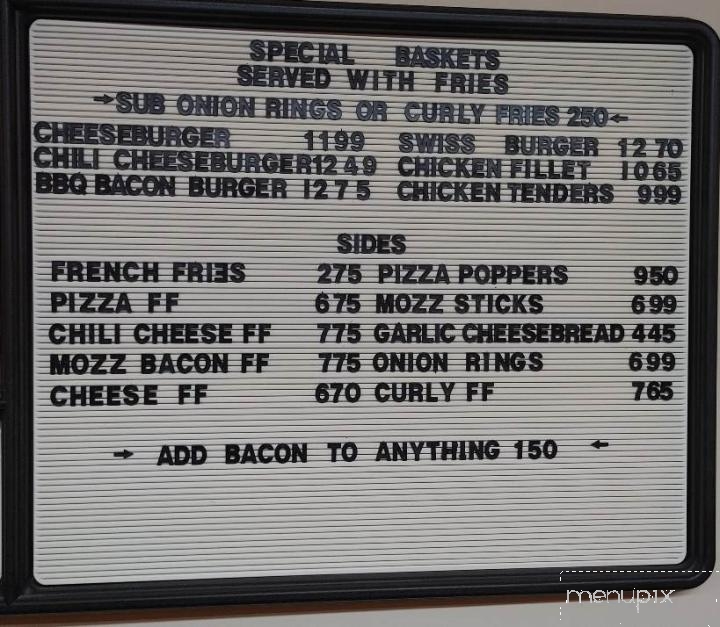 SPECIAL BASKETS
SERVED WITH FRIES
→SUB ONION RINGS OR CURLY FRIES 250←
CHEESEBURGER 1199 SWISS BURGER 1270
CHILI CHEESEBURGER 1249 CHICKEN FILLET 1065
BBQ BACON BURGER 1275 CHICKEN TENDERS 999
SIDES
FRENCH FRIES 275 PIZZA POPPERS 950
PIZZA FF 675 MOZZ STICKS 699
CHILI CHEESE FF 775 GARLIC CHEESEBREAD 445
MOZZ BACON FF 775 ONION RINGS 699
CHEESE FF 670 CURLY FF 765
→ ADD BACON TO ANYTHING 150 ←
menupix